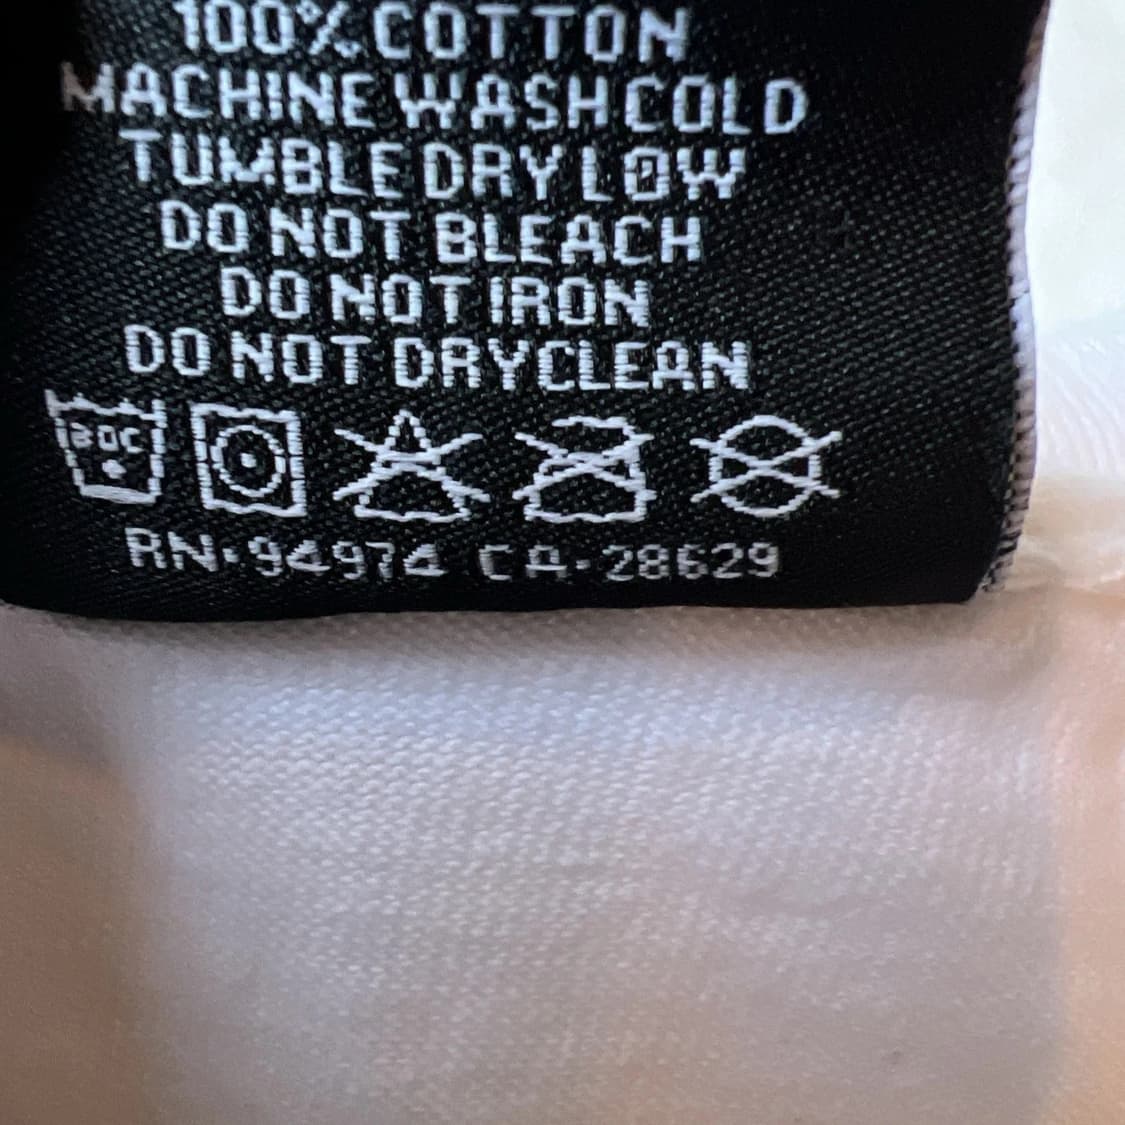 100% COTTON
MACHINE WASH COLD
TUMBLE DRY LOW
DO NOT BLEACH
DO NOT IRON
DO NOT DRYCLEAN
30C
RN·94974 CA·28629